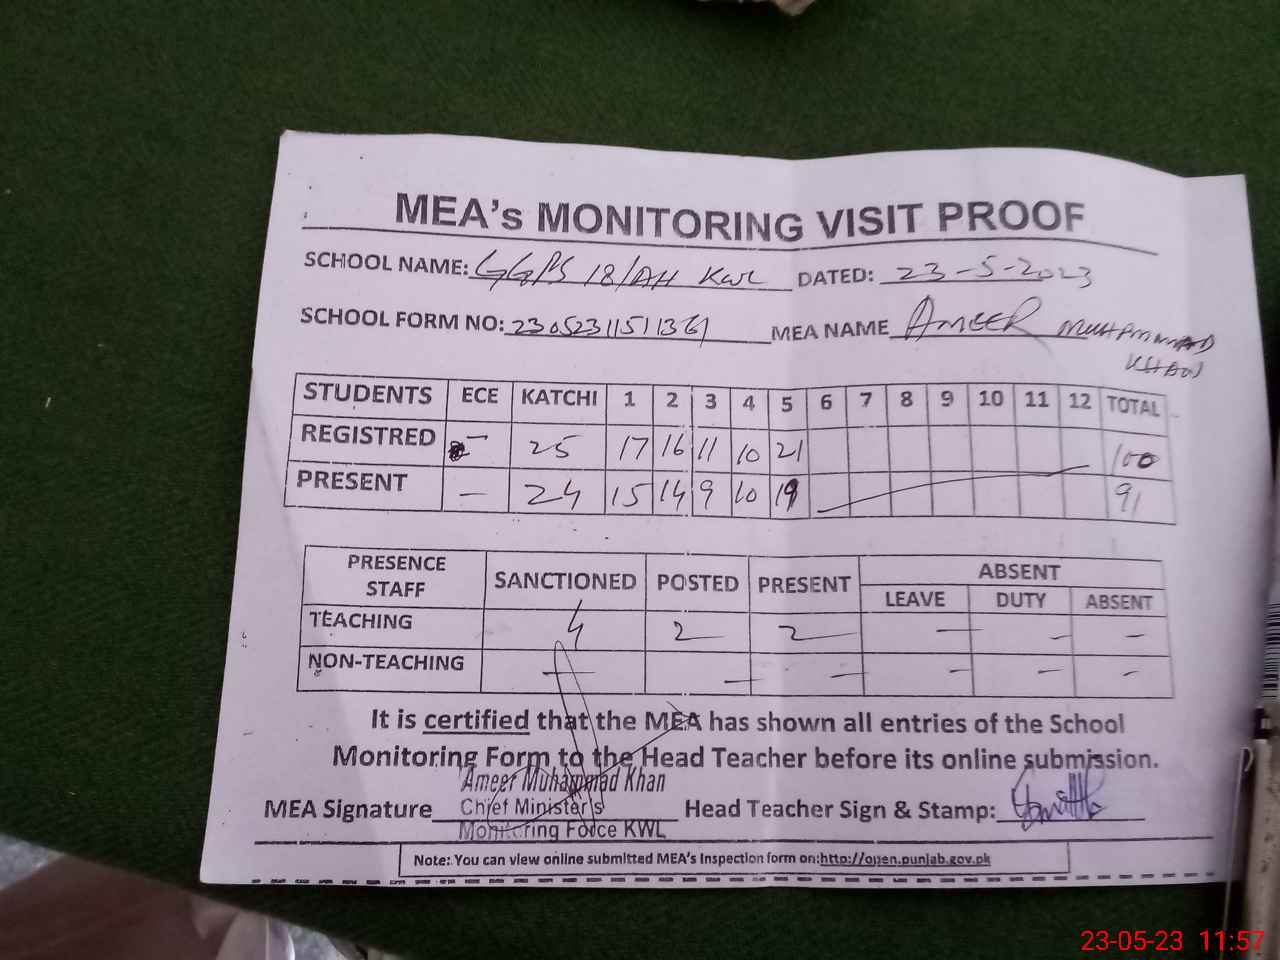 MEA's MONITORING VISIT PROOF
SCHOOL NAME: GGPS 18/AH KWL DATED: 23-5-2023
SCHOOL FORM NO: 23052311511361 MEA NAME AMEER MUHAMMAD KHAN
STUDENTS ECE KATCHI 1 2 3 4 5 6 7 8 9 10 11 12 TOTAL
REGISTRED - 25 17 16 11 10 21 100
PRESENT - 24 15 14 9 10 19 91
PRESENCE STAFF SANCTIONED POSTED PRESENT ABSENT
LEAVE DUTY ABSENT
TEACHING 4 2 2 - - -
NON-TEACHING - - - - - -
It is certified that the MEA has shown all entries of the School
Monitoring Form to the Head Teacher before its online submission.
Ameer Muhammad Khan
MEA Signature Chief Minister's Head Teacher Sign & Stamp:
Monitoring Force KWL
Note: You can view online submitted MEA's Inspection form on:http://open.punjab.gov.pk
23-05-23 11:57